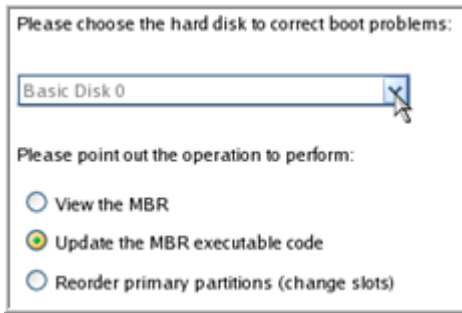 Please choose the hard disk to correct boot problems:
Basic Disk 0
Please point out the operation to perform:
View the MBR
Update the MBR executable code
Reorder primary partitions (change slots)